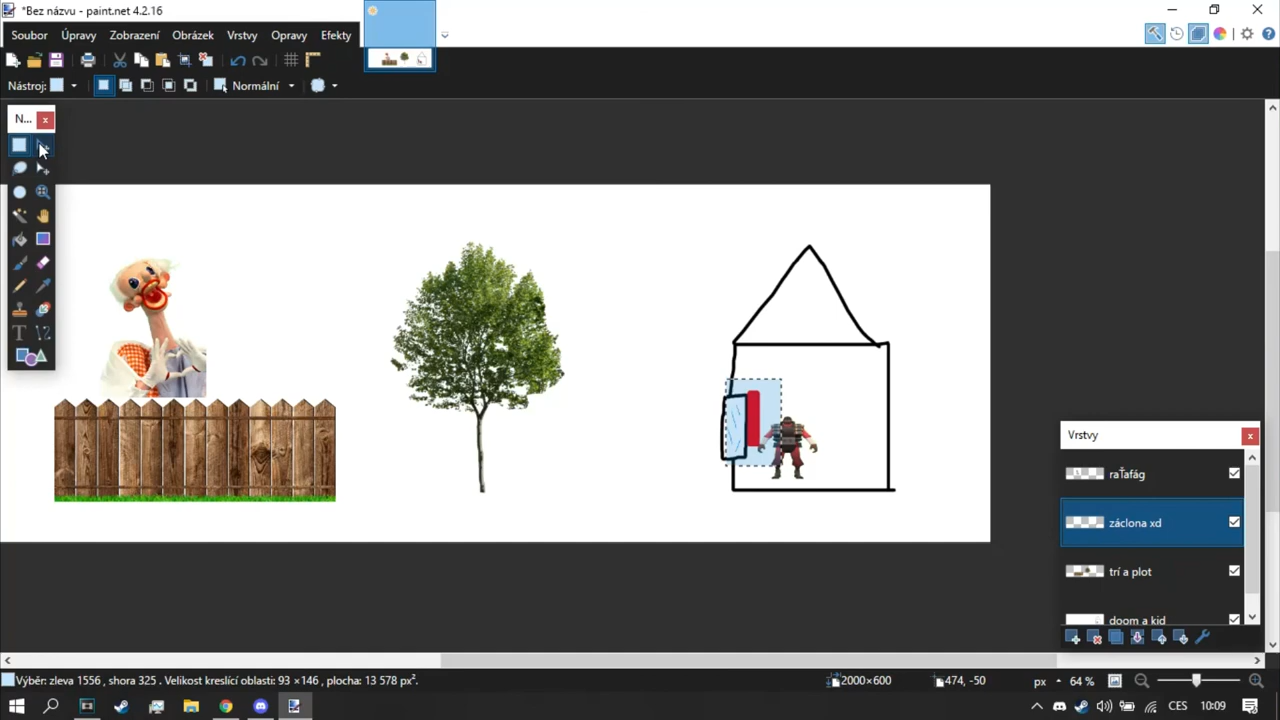 *Bez názvu - paint.net 4.2.16
Soubor Úpravy Zobrazení Obrázek Vrstvy Opravy Efekty
Nástroj: Normální
N...
Vrstvy
raŤafág
záclona xd
trí a plot
doom a kid
Výběr: zleva 1556 , shora 325 . Velikost kreslící oblasti: 93 ×146 , plocha: 13 578 px².
2000×600
474, -50
px
64 %
CES 10:09